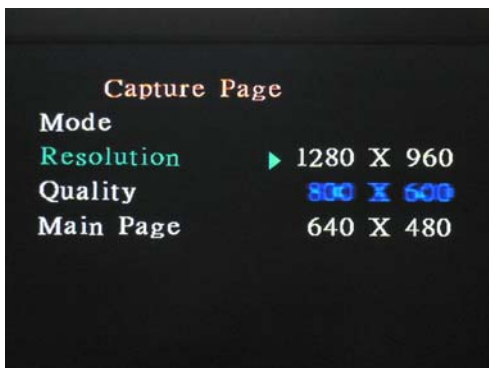 Capture Page
Mode
Resolution ▶ 1280 X 960
Quality 800 X 600
Main Page 640 X 480